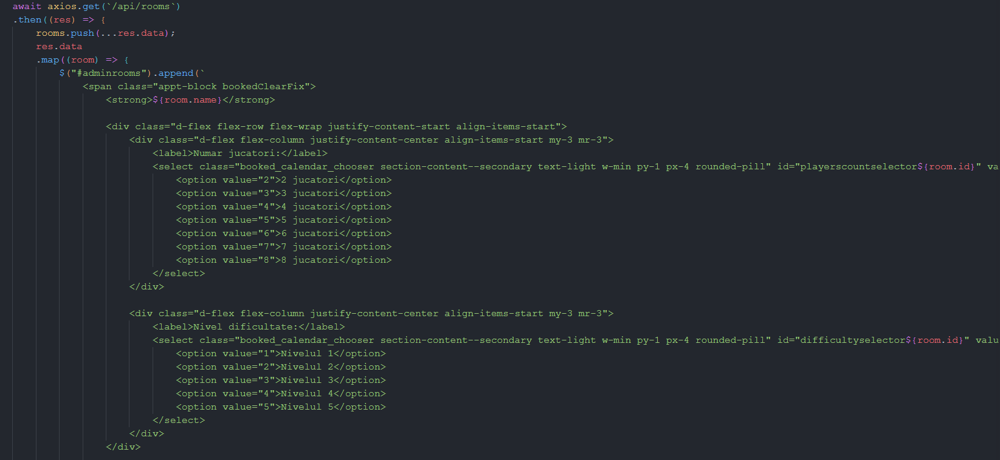 await axios.get(`/api/rooms`)
.then((res) => {
rooms.push(...res.data);
res.data
.map((room) => {
$("#adminrooms").append(`
<span class="appt-block bookedClearFix">
<strong>${room.name}</strong>
<div class="d-flex flex-row flex-wrap justify-content-start align-items-start">
<div class="d-flex flex-column justify-content-center align-items-start my-3 mr-3">
<label>Numar jucatori:</label>
<select class="booked_calendar_chooser section-content--secondary text-light w-min py-1 px-4 rounded-pill" id="playerscountselector${room.id}" va
<option value="2">2 jucatori</option>
<option value="3">3 jucatori</option>
<option value="4">4 jucatori</option>
<option value="5">5 jucatori</option>
<option value="6">6 jucatori</option>
<option value="7">7 jucatori</option>
<option value="8">8 jucatori</option>
</select>
</div>
<div class="d-flex flex-column justify-content-center align-items-start my-3 mr-3">
<label>Nivel dificultate:</label>
<select class="booked_calendar_chooser section-content--secondary text-light w-min py-1 px-4 rounded-pill" id="difficultyselector${room.id}" valu
<option value="1">Nivelul 1</option>
<option value="2">Nivelul 2</option>
<option value="3">Nivelul 3</option>
<option value="4">Nivelul 4</option>
<option value="5">Nivelul 5</option>
</select>
</div>
</div>